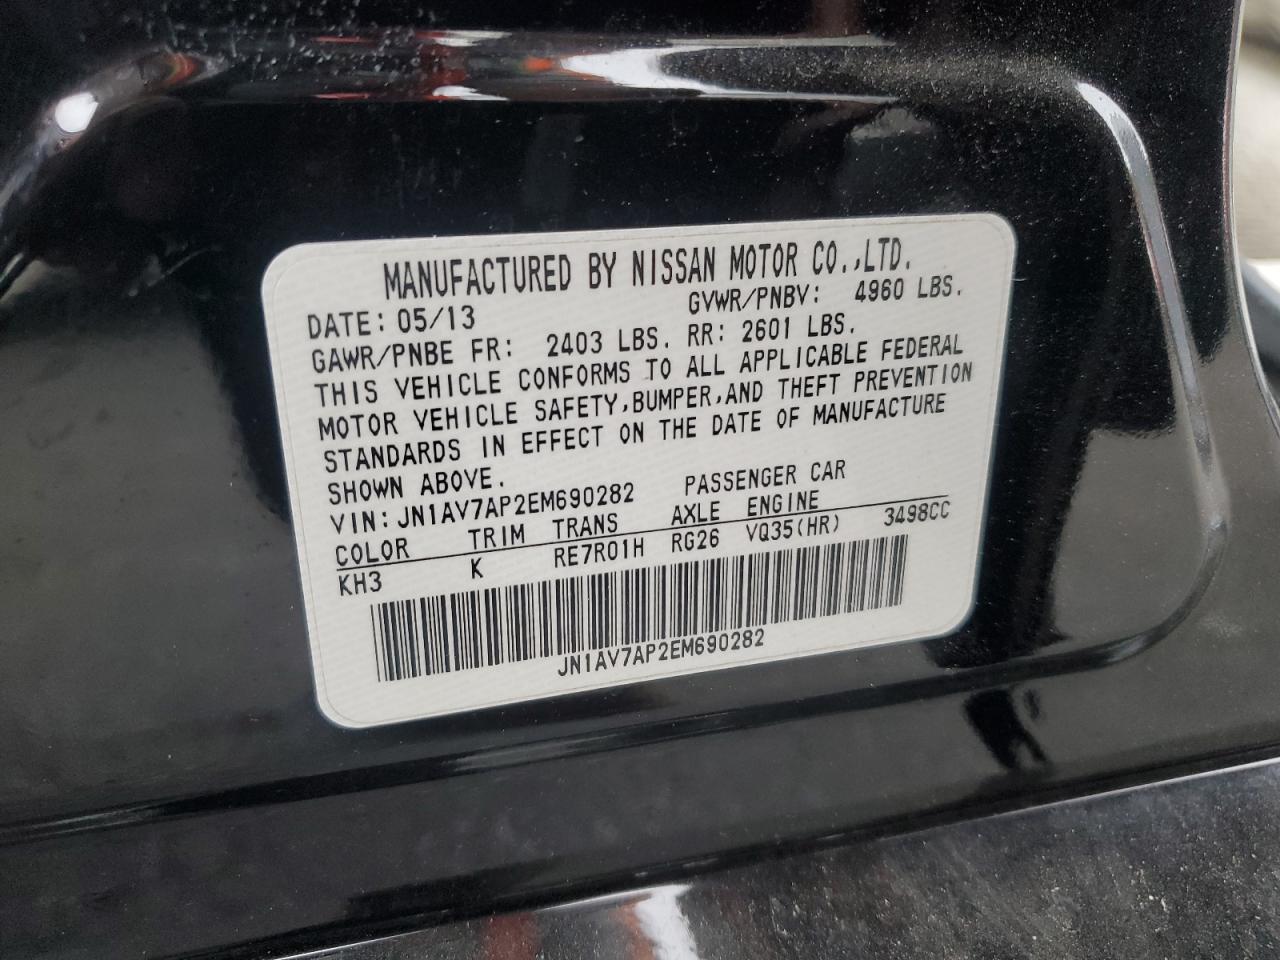 MANUFACTURED BY NISSAN MOTOR CO.,LTD.
DATE: 05/13 GVWR/PNBV: 4960 LBS.
GAWR/PNBE FR: 2403 LBS. RR: 2601 LBS.
THIS VEHICLE CONFORMS TO ALL APPLICABLE FEDERAL
MOTOR VEHICLE SAFETY,BUMPER,AND THEFT PREVENTION
STANDARDS IN EFFECT ON THE DATE OF MANUFACTURE
SHOWN ABOVE.
VIN: JN1AV7AP2EM690282 PASSENGER CAR
COLOR TRIM TRANS AXLE ENGINE
KH3 K RE7R01H RG26 VQ35(HR) 3498CC
JN1AV7AP2EM690282